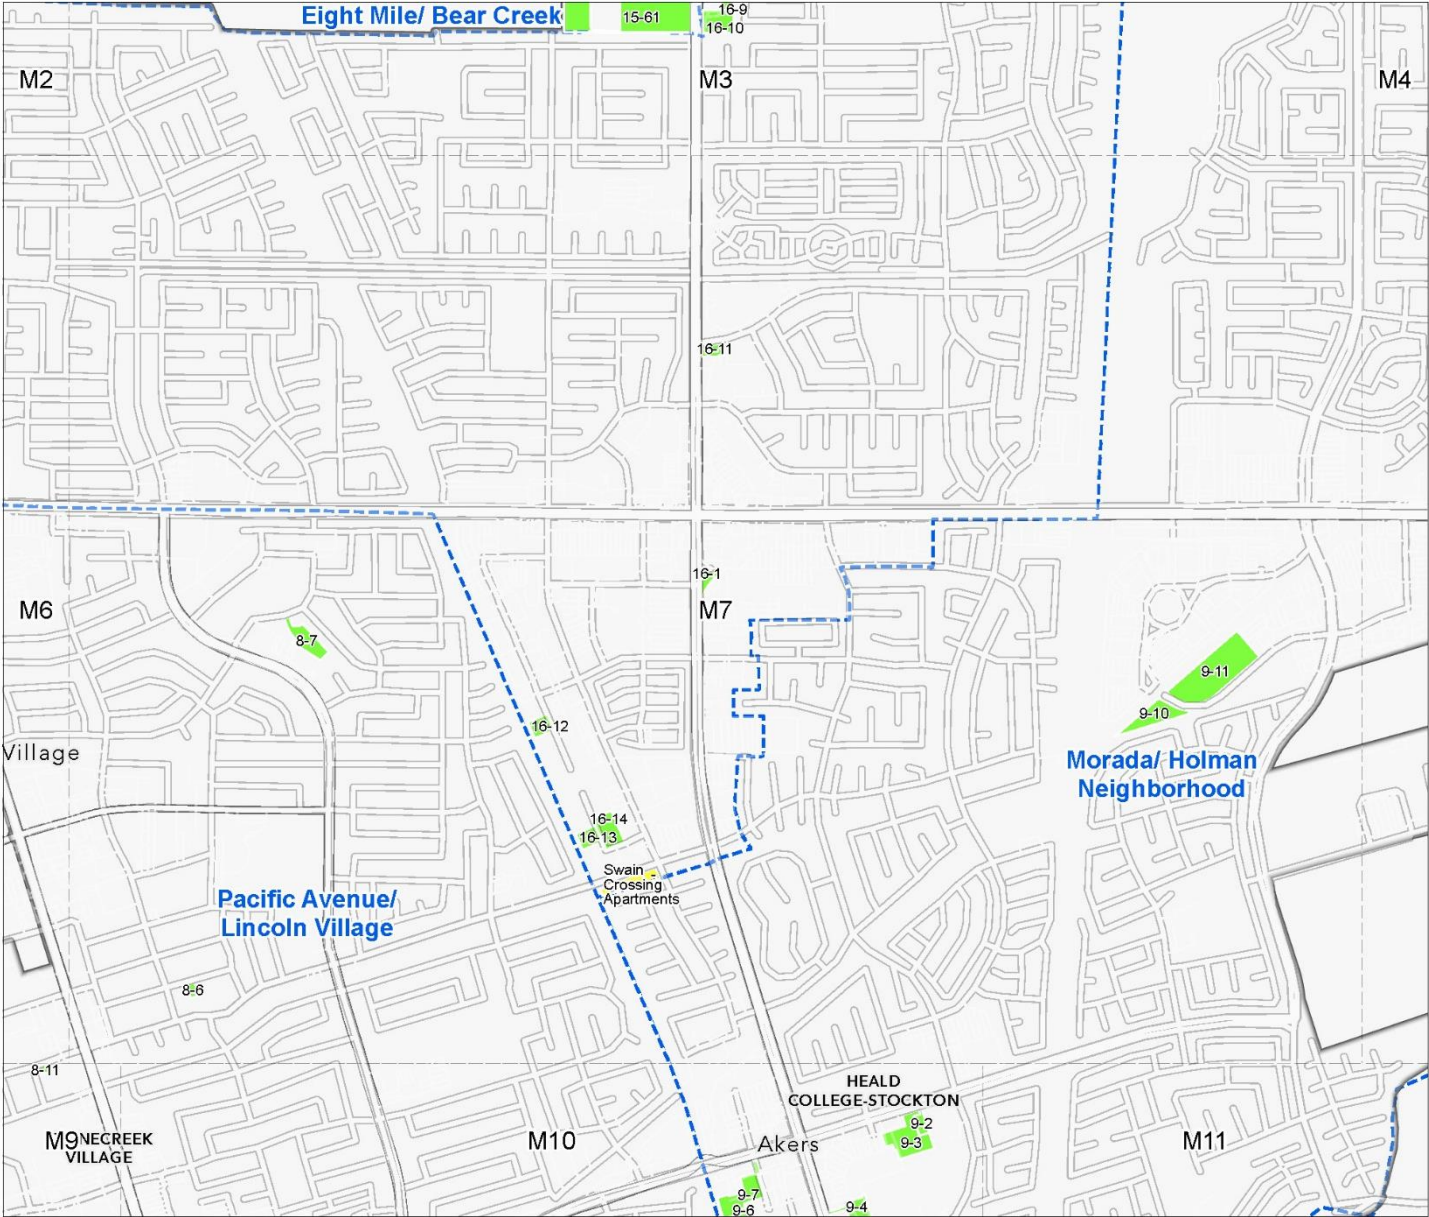 Eight Mile/ Bear Creek
15-61
16-9
16-10
M2
M3
M4
16-11
16-1
M6
M7
8-7
9-11
9-10
16-12
Village
Morada/ Holman
Neighborhood
16-14
16-13
Swain
Crossing
Apartments
Pacific Avenue/
Lincoln Village
8-6
8-11
HEALD
COLLEGE-STOCKTON
9-2
9-3
M9
NECREEK
VILLAGE
M10
Akers
M11
9-7
9-6
9-4